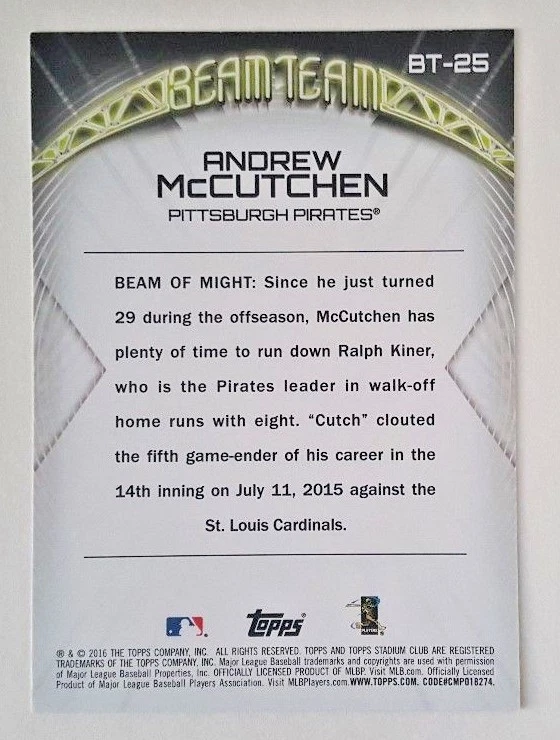 BEAM TEAM
BT-25
ANDREW
McCUTCHEN
PITTSBURGH PIRATES®
BEAM OF MIGHT: Since he just turned
29 during the offseason, McCutchen has
plenty of time to run down Ralph Kiner,
who is the Pirates leader in walk-off
home runs with eight. “Cutch” clouted
the fifth game-ender of his career in the
14th inning on July 11, 2015 against the
St. Louis Cardinals.
topps
PLAYERS
® & © 2016 THE TOPPS COMPANY, INC. ALL RIGHTS RESERVED. TOPPS AND TOPPS STADIUM CLUB ARE REGISTERED
TRADEMARKS OF THE TOPPS COMPANY, INC. Major League Baseball trademarks and copyrights are used with permission
of Major League Baseball Properties, Inc. OFFICIALLY LICENSED PRODUCT OF MLBP. Visit MLB.com. Officially Licensed
Product of Major League Baseball Players Association. Visit MLBPlayers.com.WWW.TOPPS.COM. CODE#CMP018274.